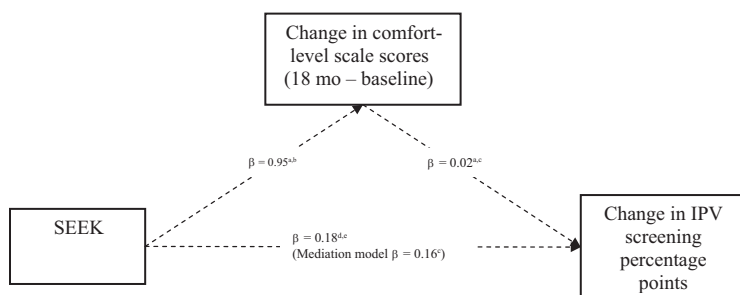 Change in comfort-
level scale scores
(18 mo – baseline)
β = 0.95a,b
β = 0.02a,c
SEEK
β = 0.18d,e
(Mediation model β = 0.16c)
Change in IPV
screening
percentage
points